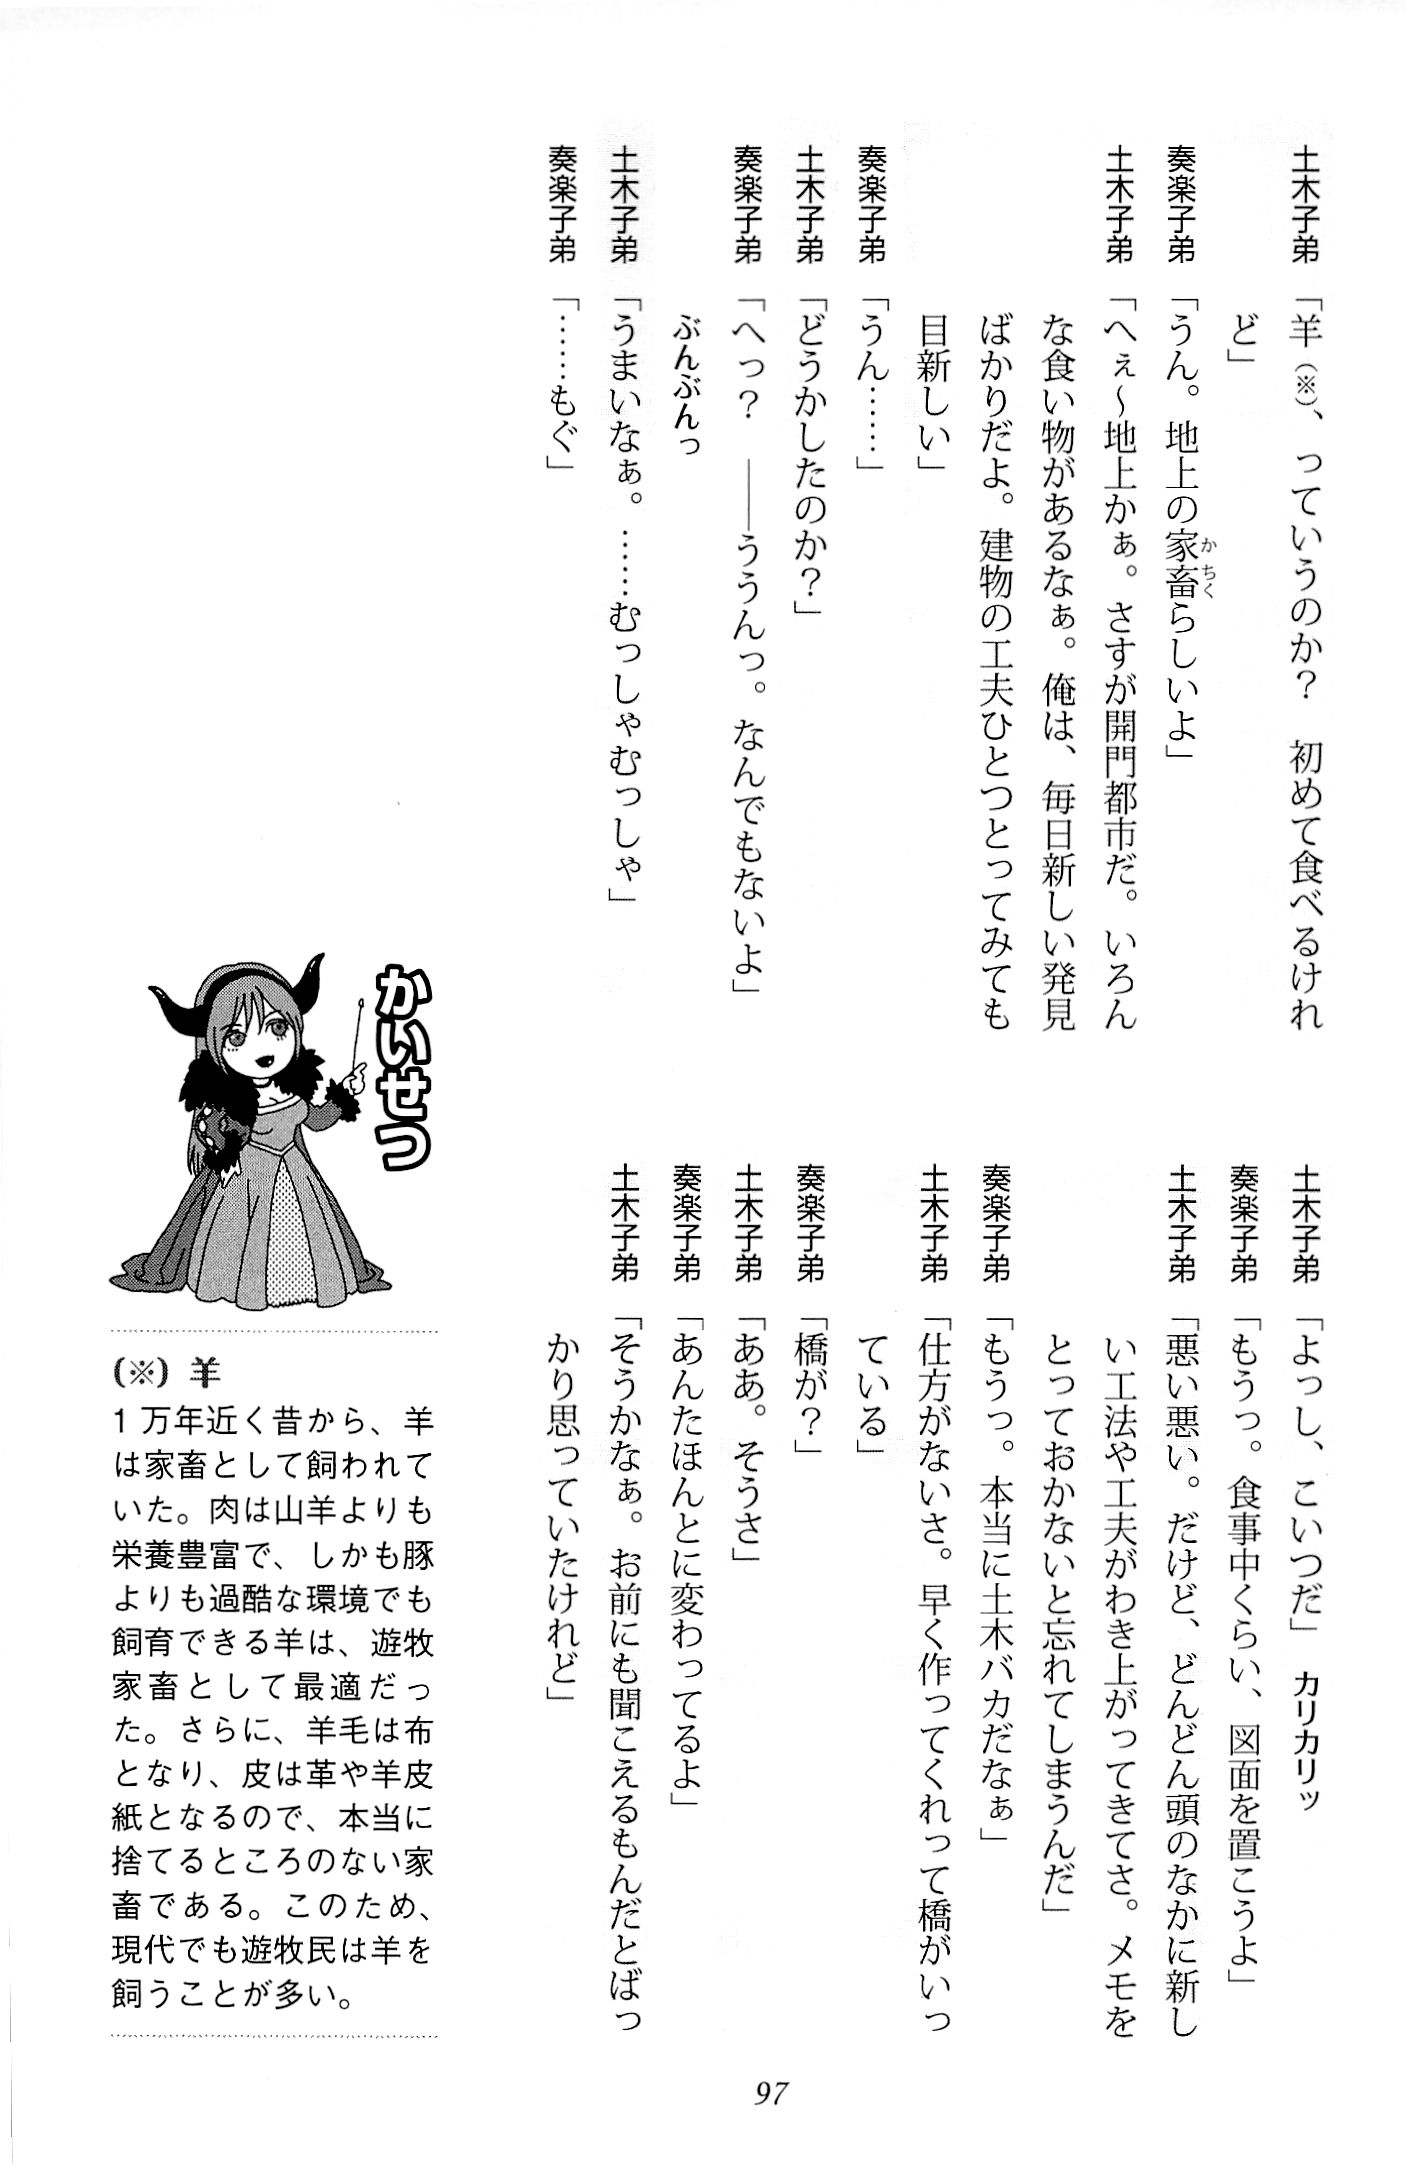 土木子弟「羊（※）、っていうのか？　初めて食べるけれ
ど」
奏楽子弟「うん。地上の家畜らしいよ」
土木子弟「へぇ～地上かぁ。さすが開門都市だ。いろん
な食い物があるなぁ。俺は、毎日新しい発見
ばかりだよ。建物の工夫ひとつとってみても
目新しい」
奏楽子弟「うん……」
土木子弟「どうかしたのか？」
奏楽子弟「へっ？　――ううんっ。なんでもないよ」
ぶんぶんっ
土木子弟「うまいなぁ。……むっしゃむっしゃ」
奏楽子弟「……もぐ」
土木子弟「よっし、こいつだ」　カリカリッ
奏楽子弟「もうっ。食事中くらい、図面を置こうよ」
土木子弟「悪い悪い。だけど、どんどん頭のなかに新し
い工法や工夫がわき上がってきてさ。メモを
とっておかないと忘れてしまうんだ」
奏楽子弟「もうっ。本当に土木バカだなぁ」
土木子弟「仕方がないさ。早く作ってくれって橋がいっ
ている」
奏楽子弟「橋が？」
土木子弟「ああ。そうさ」
奏楽子弟「あんたほんとに変わってるよ」
土木子弟「そうかなぁ。お前にも聞こえるもんだとばっ
かり思っていたけれど」
かいせつ
（※）羊
1万年近く昔から、羊
は家畜として飼われて
いた。肉は山羊よりも
栄養豊富で、しかも豚
よりも過酷な環境でも
飼育できる羊は、遊牧
家畜として最適だっ
た。さらに、羊毛は布
となり、皮は革や羊皮
紙となるので、本当に
捨てるところのない家
畜である。このため、
現代でも遊牧民は羊を
飼うことが多い。
97